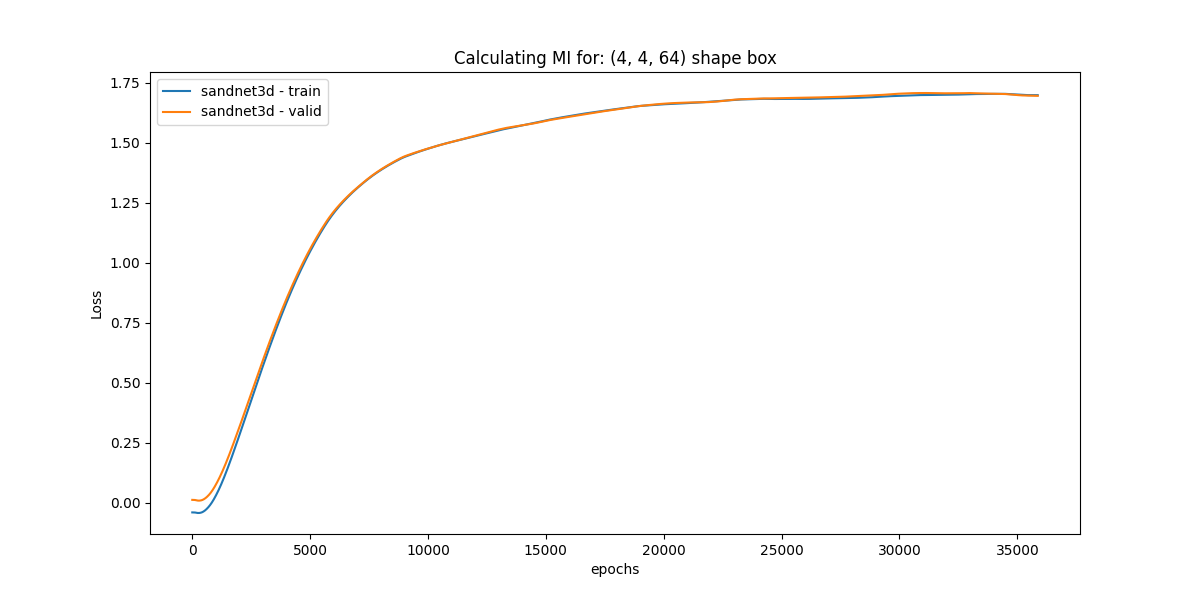 Calculating MI for: (4, 4, 64) shape box
sandnet3d - train
sandnet3d - valid
1.75
1.50
1.25
1.00
0.75
0.50
0.25
0.00
Loss
0 5000 10000 15000 20000 25000 30000 35000
epochs